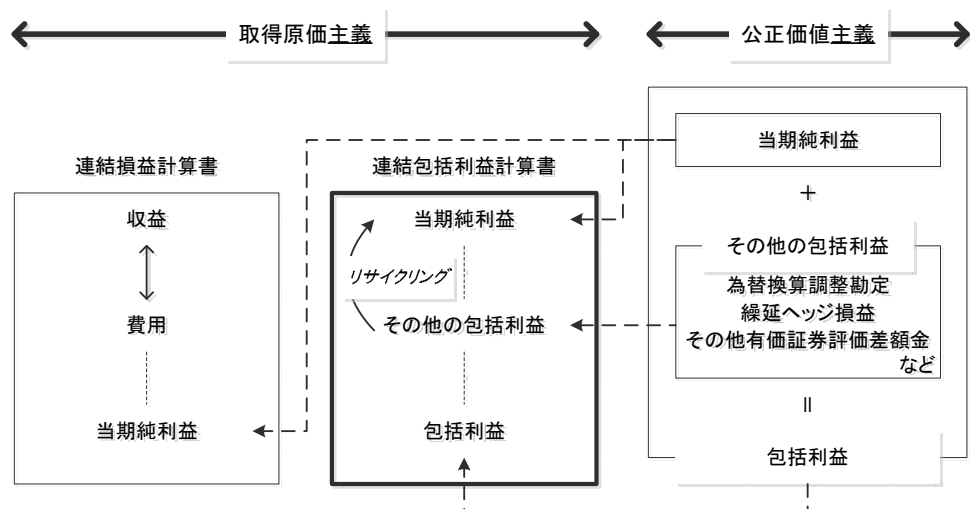 取得原価主義
公正価値主義
連結損益計算書
収益
費用
当期純利益
連結包括利益計算書
当期純利益
リサイクリング
その他の包括利益
包括利益
当期純利益
+
その他の包括利益
為替換算調整勘定
繰延ヘッジ損益
その他有価証券評価差額金
など
=
包括利益